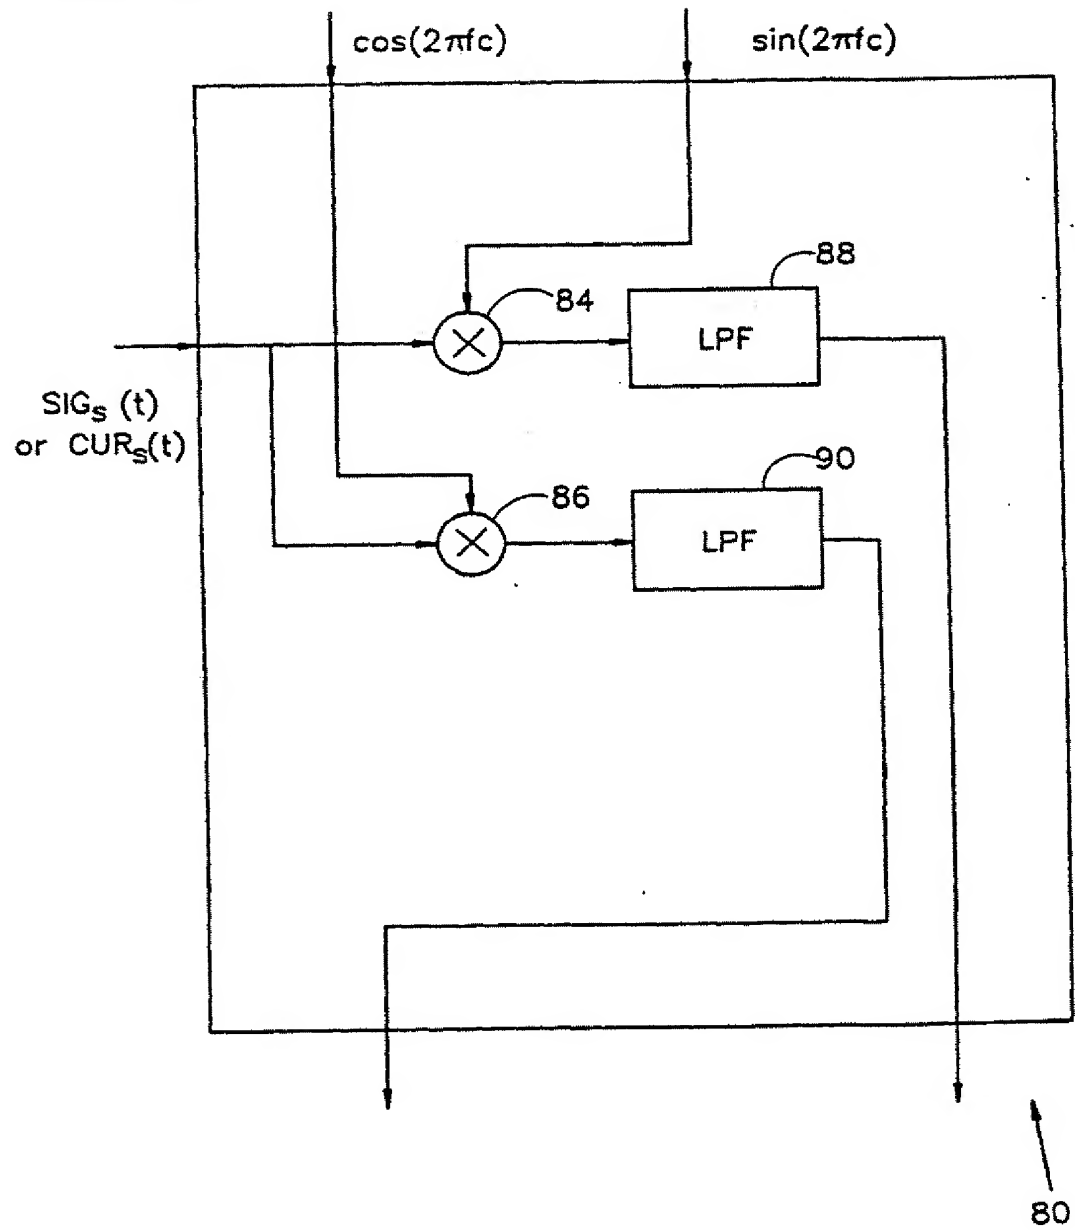 cos(2πfc)
sin(2πfc)
88
84
LPF
SIGs (t)
or CURs(t)
90
86
LPF
80